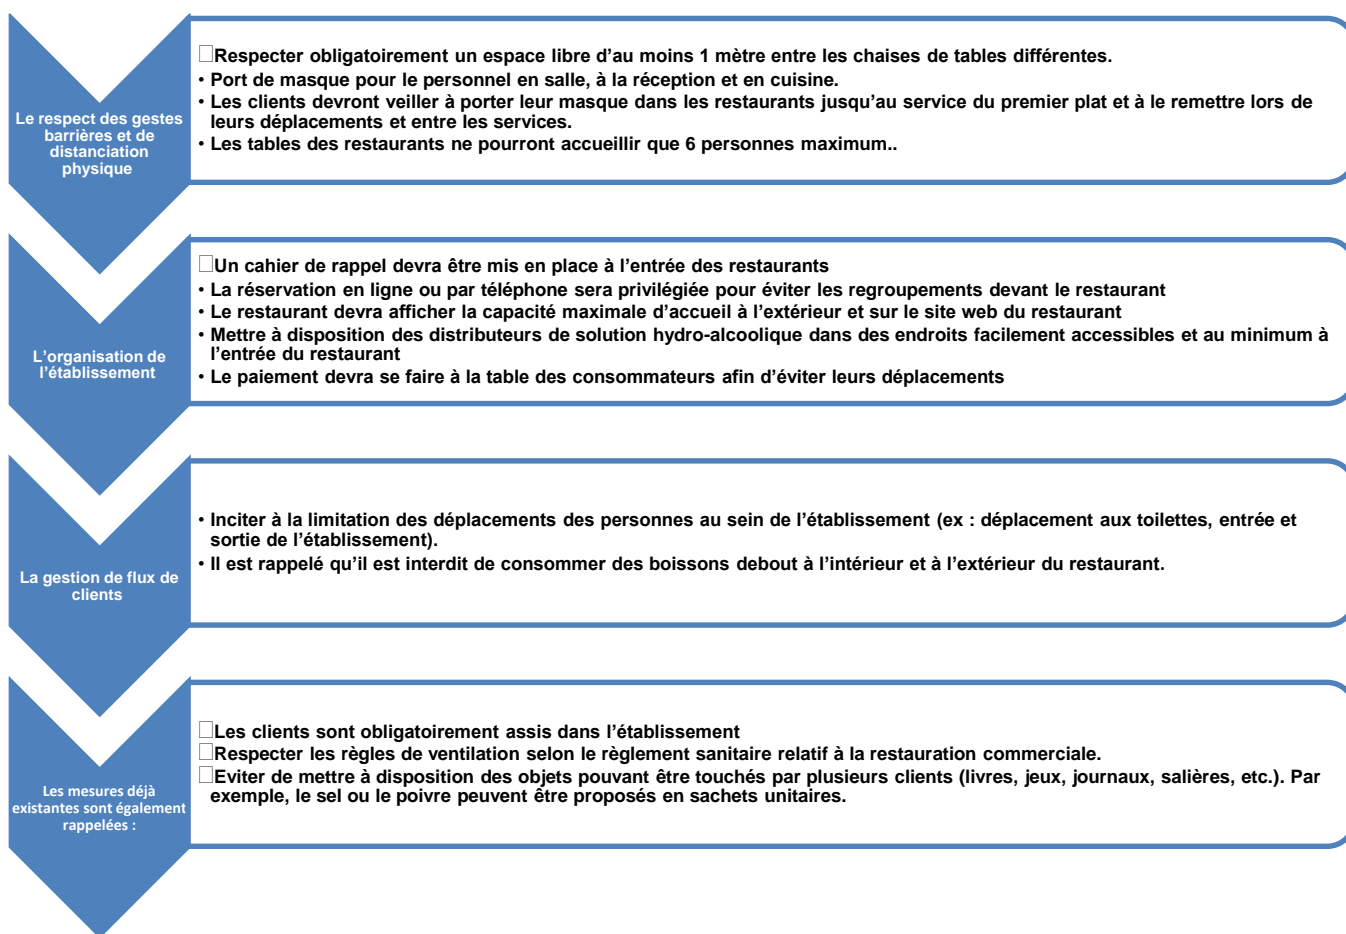 Le respect des gestes
barrières et de
distanciation
physique
□Respecter obligatoirement un espace libre d’au moins 1 mètre entre les chaises de tables différentes.
• Port de masque pour le personnel en salle, à la réception et en cuisine.
• Les clients devront veiller à porter leur masque dans les restaurants jusqu’au service du premier plat et à le remettre lors de
leurs déplacements et entre les services.
• Les tables des restaurants ne pourront accueillir que 6 personnes maximum..
L’organisation de
l’établissement
□Un cahier de rappel devra être mis en place à l’entrée des restaurants
• La réservation en ligne ou par téléphone sera privilégiée pour éviter les regroupements devant le restaurant
• Le restaurant devra afficher la capacité maximale d’accueil à l’extérieur et sur le site web du restaurant
• Mettre à disposition des distributeurs de solution hydro-alcoolique dans des endroits facilement accessibles et au minimum à
l’entrée du restaurant
• Le paiement devra se faire à la table des consommateurs afin d’éviter leurs déplacements
La gestion de flux de
clients
• Inciter à la limitation des déplacements des personnes au sein de l’établissement (ex : déplacement aux toilettes, entrée et
sortie de l’établissement).
• Il est rappelé qu’il est interdit de consommer des boissons debout à l’intérieur et à l’extérieur du restaurant.
Les mesures déjà
existantes sont également
rappelées :
□Les clients sont obligatoirement assis dans l’établissement
□Respecter les règles de ventilation selon le règlement sanitaire relatif à la restauration commerciale.
□Eviter de mettre à disposition des objets pouvant être touchés par plusieurs clients (livres, jeux, journaux, salières, etc.). Par
exemple, le sel ou le poivre peuvent être proposés en sachets unitaires.